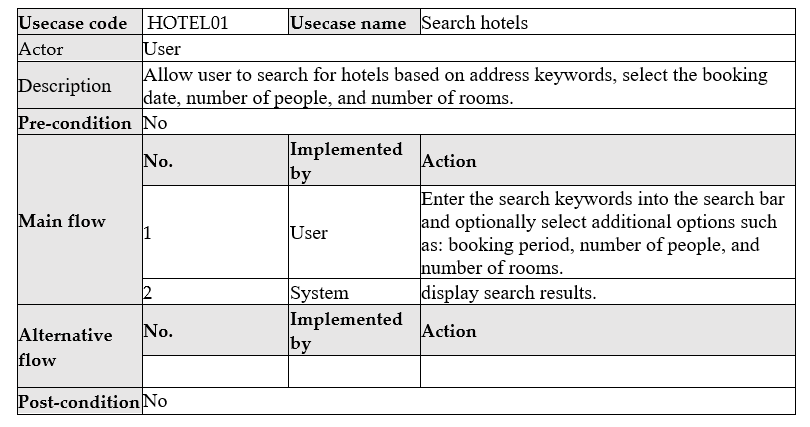 Usecase code HOTEL01 Usecase name Search hotels
Actor User
Description Allow user to search for hotels based on address keywords, select the booking
date, number of people, and number of rooms.
Pre-condition No
Main flow
No. Implemented
by Action
1 User Enter the search keywords into the search bar
and optionally select additional options such
as: booking period, number of people, and
number of rooms.
2 System display search results.
Alternative
flow
No. Implemented
by Action
Post-condition No